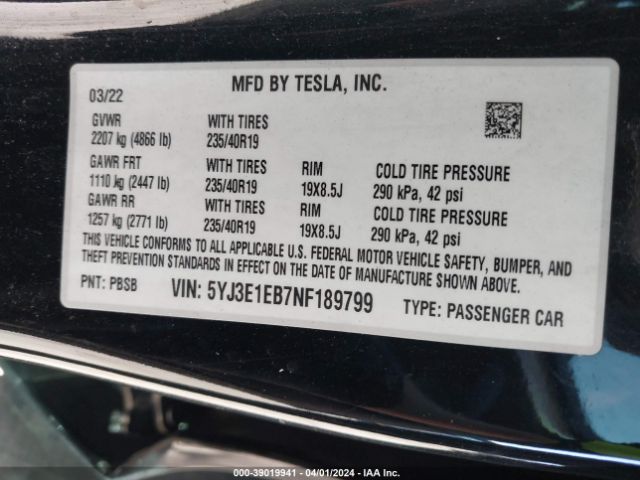 MFD BY TESLA, INC.
03/22
GVWR WITH TIRES
2207 kg (4866 lb) 235/40R19
GAWR FRT WITH TIRES RIM COLD TIRE PRESSURE
1110 kg (2447 lb) 235/40R19 19X8.5J 290 kPa, 42 psi
GAWR RR WITH TIRES RIM COLD TIRE PRESSURE
1257 kg (2771 lb) 235/40R19 19X8.5J 290 kPa, 42 psi
THIS VEHICLE CONFORMS TO ALL APPLICABLE U.S. FEDERAL MOTOR VEHICLE SAFETY, BUMPER, AND
THEFT PREVENTION STANDARDS IN EFFECT ON THE DATE OF MANUFACTURE SHOWN ABOVE.
PNT: PBSB VIN: 5YJ3E1EB7NF189799 TYPE: PASSENGER CAR
000-39019941 / 04/01/2024 - IAA Inc.